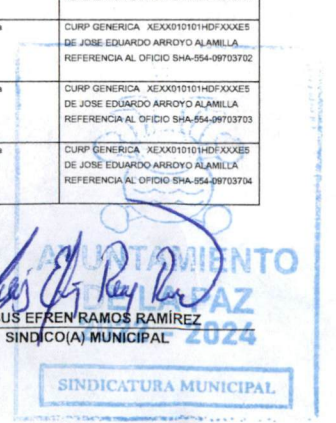 CURP GENERICA XEXX010101HDFXXXE5
DE JOSE EDUARDO ARROYO ALAMILLA
REFERENCIA AL OFICIO SHA-554-09703702
CURP GENERICA XEXX010101HDFXXXE5
DE JOSE EDUARDO ARROYO ALAMILLA
REFERENCIA AL OFICIO SHA-554-09703703
CURP GENERICA XEXX010101HDFXXXE5
DE JOSE EDUARDO ARROYO ALAMILLA
REFERENCIA AL OFICIO SHA-554-09703704
AYUNTAMIENTO
DE LA PAZ
2024
US EFREN RAMOS RAMÍREZ
SINDICO(A) MUNICIPAL
SINDICATURA MUNICIPAL